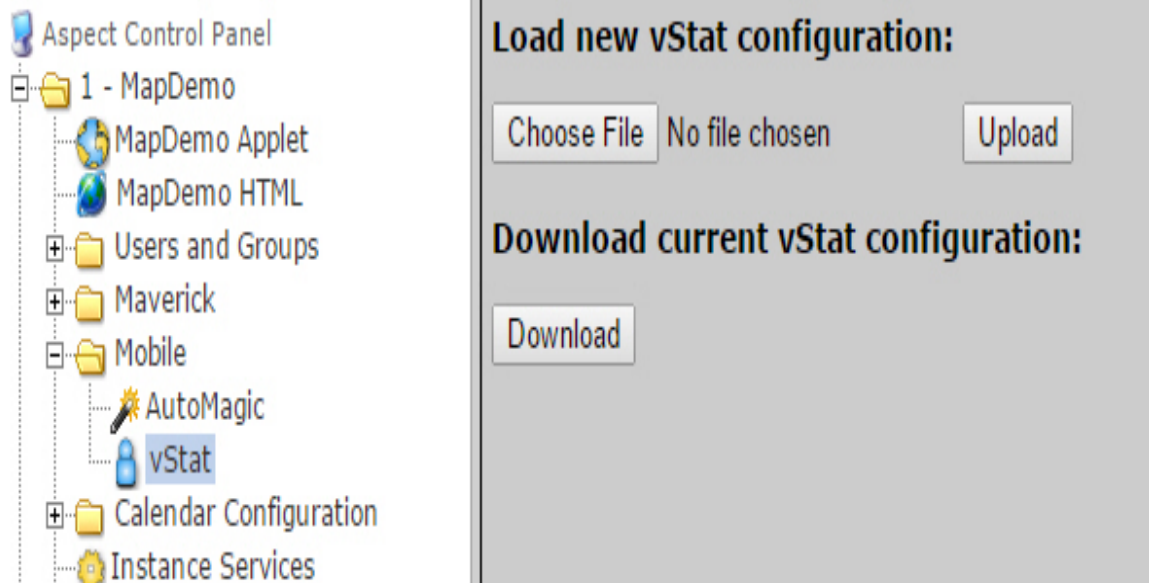 Aspect Control Panel
1 - MapDemo
MapDemo Applet
MapDemo HTML
Users and Groups
Maverick
Mobile
AutoMagic
vStat
Calendar Configuration
Instance Services
Load new vStat configuration:
Choose File No file chosen Upload
Download current vStat configuration:
Download